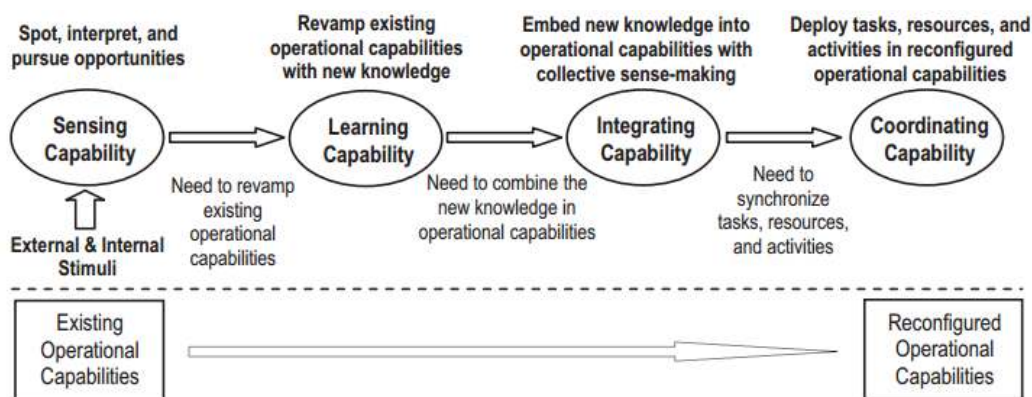 Spot, interpret, and
pursue opportunities
Revamp existing
operational capabilities
with new knowledge
Embed new knowledge into
operational capabilities with
collective sense-making
Deploy tasks, resources, and
activities in reconfigured
operational capabilities
Sensing
Capability
Learning
Capability
Integrating
Capability
Coordinating
Capability
Need to revamp
existing
operational
capabilities
Need to combine the
new knowledge in
operational capabilities
Need to
synchronize
tasks, resources,
and activities
External & Internal
Stimuli
Existing
Operational
Capabilities
Reconfigured
Operational
Capabilities